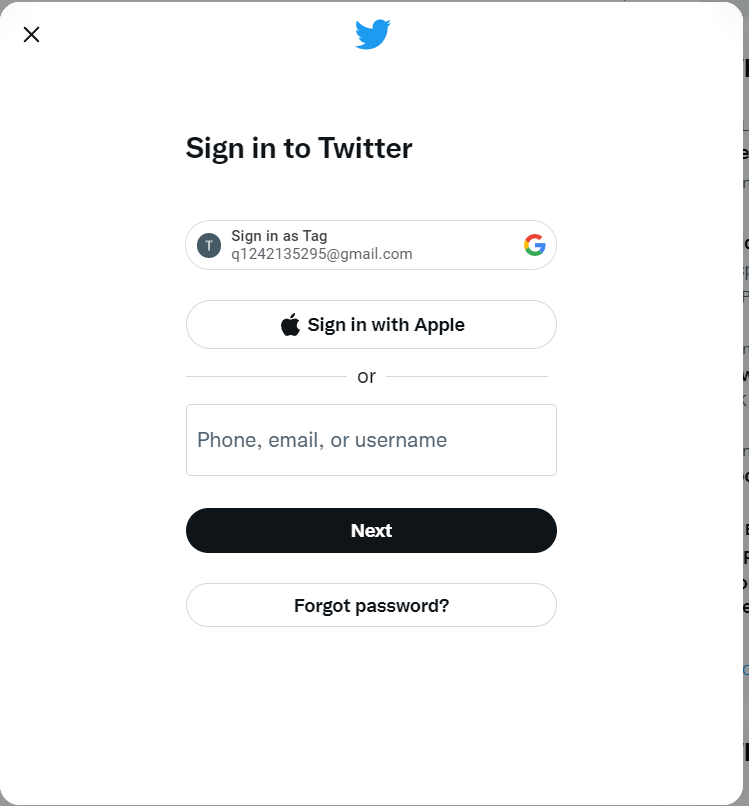 Sign in to Twitter
T
Sign in as Tag
q1242135295@gmail.com
Sign in with Apple
or
Phone, email, or username
Next
Forgot password?